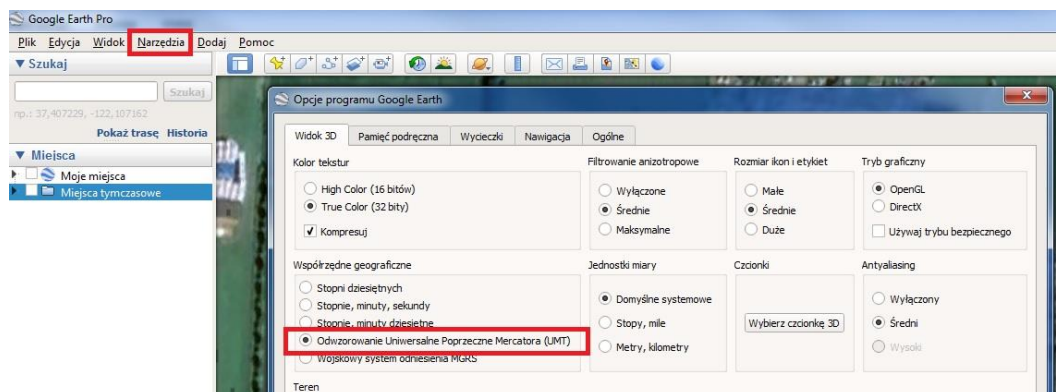 Google Earth Pro
Plik Edycja Widok Narzędzia Dodaj Pomoc
Szukaj
Szukaj
np.: 37,407229, -122,107162
Pokaż trasę Historia
Miejsca
Moje miejsca
Miejsca tymczasowe
Opcje programu Google Earth
Widok 3D Pamięć podręczna Wycieczki Nawigacja Ogólne
Kolor tekstur
High Color (16 bitów)
True Color (32 bity)
Kompresuj
Filtrowanie anizotropowe
Wyłączone
Średnie
Maksymalne
Rozmiar ikon i etykiet
Małe
Średnie
Duże
Tryb graficzny
OpenGL
DirectX
Używaj trybu bezpiecznego
Współrzędne geograficzne
Stopni dziesiętnych
Stopnie, minuty, sekundy
Stopnie, minuty dziesiętne
Odwzorowanie Uniwersalne Poprzeczne Mercatora (UMT)
Wojskowy system odniesienia MGRS
Jednostki miary
Domyślne systemowe
Stopy, mile
Metry, kilometry
Czcionki
Wybierz czcionkę 3D
Antyaliasing
Wyłączony
Średni
Wysoki
Teren